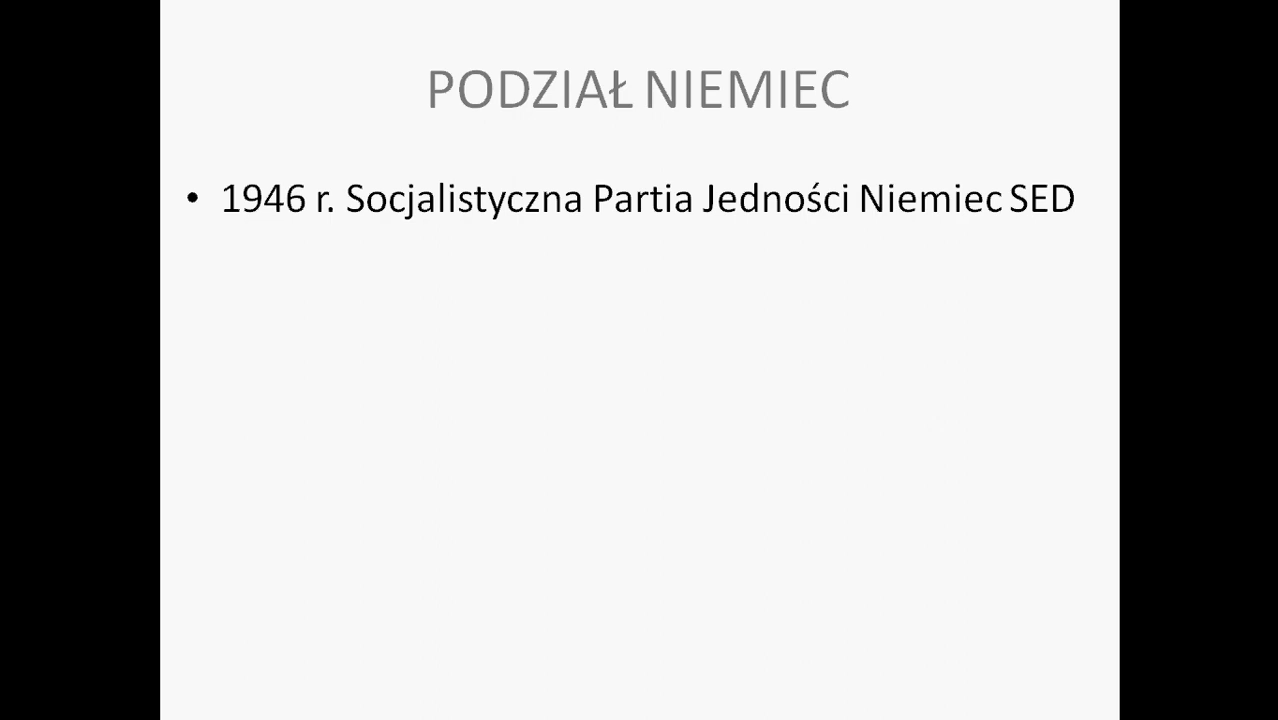 PODZIAŁ NIEMIEC
• 1946 r. Socjalistyczna Partia Jedności Niemiec SED